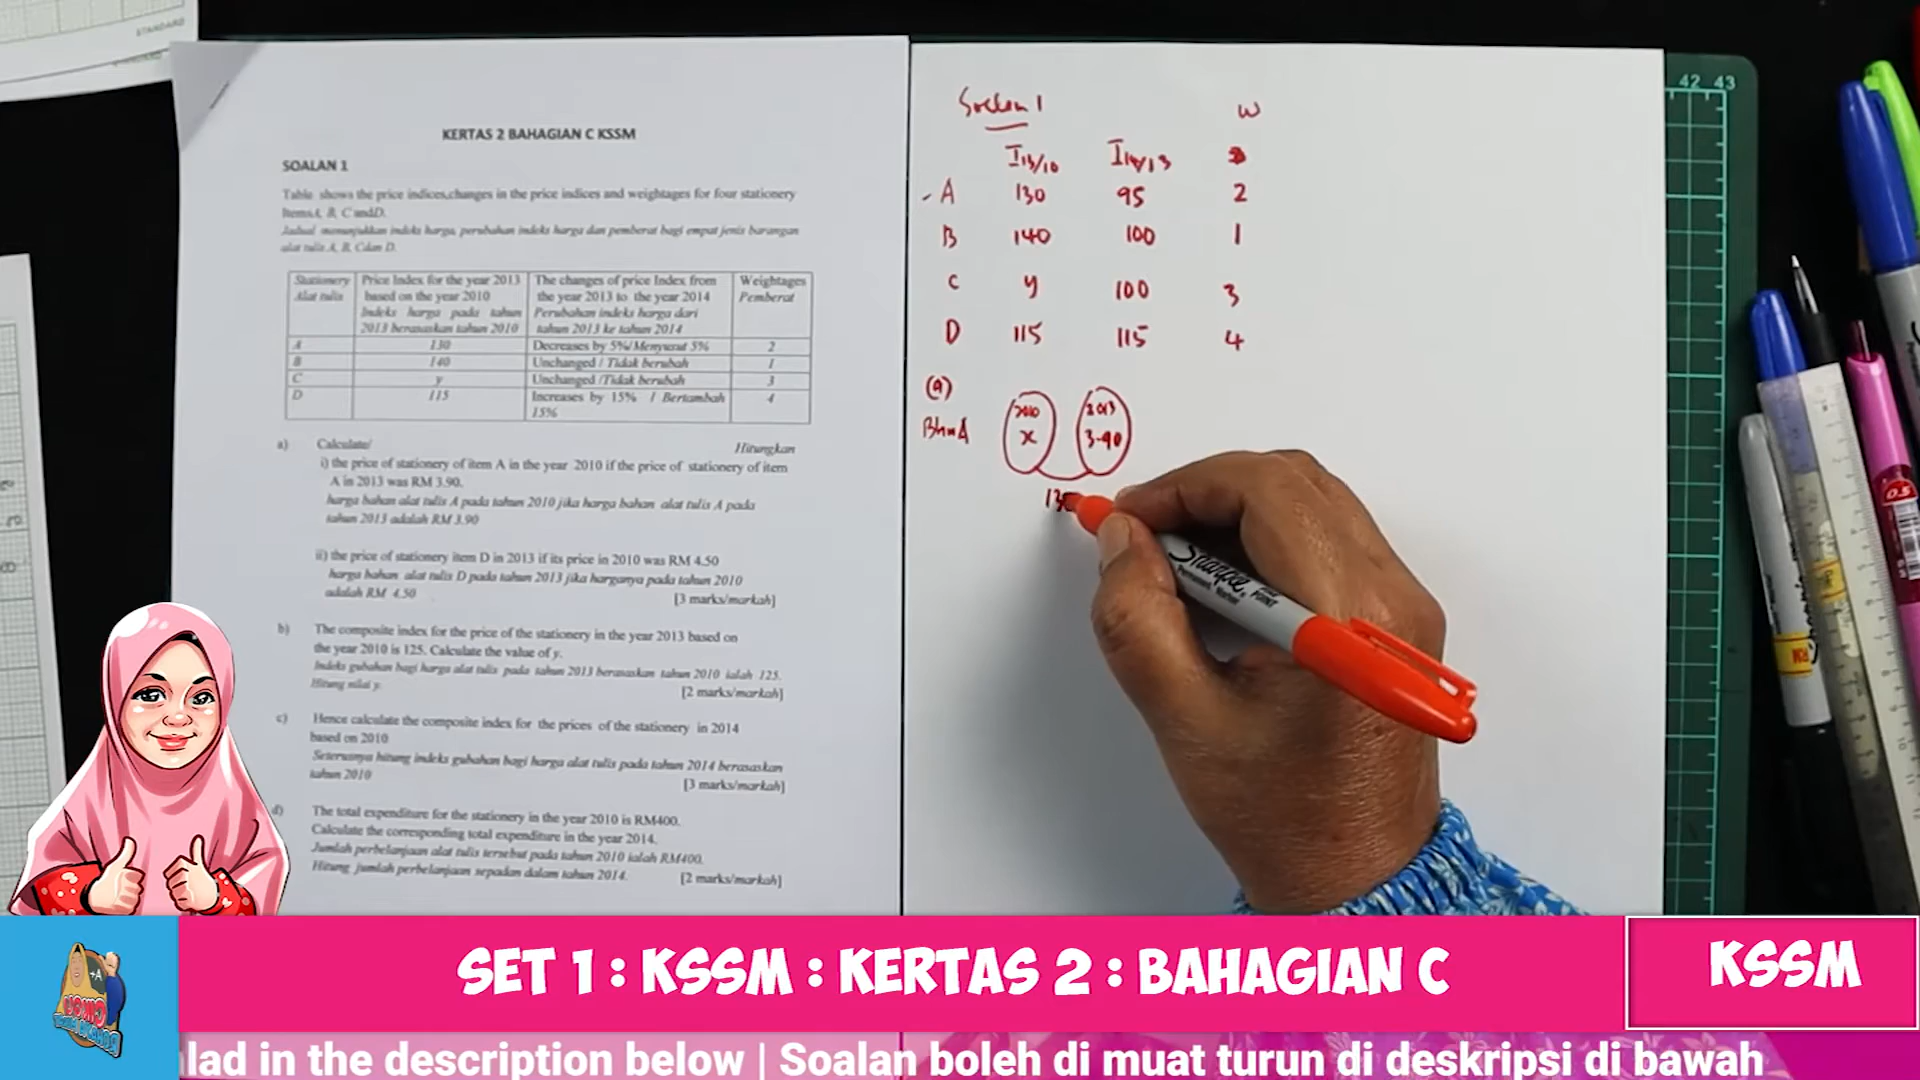 STANDARD
KERTAS 2 BAHAGIAN C KSSM
SOALAN 1
Table shows the price indices,changes in the price indices and weightages for four stationery
ItemsA, B, C andD.
Jadual menunjukkan indeks harga, perubahan indeks harga dan pemberat bagi empat jenis barangan
alat tulis A, B, Cdan D.
Stationery
Alat tulis
Price Index for the year 2013
based on the year 2010
Indeks harga pada tahun
2013 berasaskan tahun 2010
The changes of price Index from
the year 2013 to the year 2014
Perubahan indeks harga dari
tahun 2013 ke tahun 2014
Weightages
Pemberat
A 130 Decreases by 5%/Menyusut 5% 2
B 140 Unchanged / Tidak berubah 1
C y Unchanged /Tidak berubah 3
D 115 Increases by 15% / Bertambah 4
15%
a) Calculate/ Hitungkan
i) the price of stationery of item A in the year 2010 if the price of stationery of item
A in 2013 was RM 3.90.
harga bahan alat tulis A pada tahun 2010 jika harga bahan alat tulis A pada
tahun 2013 adalah RM 3.90
ii) the price of stationery item D in 2013 if its price in 2010 was RM 4.50
harga bahan alat tulis D pada tahun 2013 jika harganya pada tahun 2010
adalah RM 4.50
[3 marks/markah]
b) The composite index for the price of the stationery in the year 2013 based on
the year 2010 is 125. Calculate the value of y.
Indeks gubahan bagi harga alat tulis pada tahun 2013 berasaskan tahun 2010 ialah 125.
Hitung nilai y.
[2 marks/markah]
c) Hence calculate the composite index for the prices of the stationery in 2014
based on 2010
Seterusnya hitung indeks gubahan bagi harga alat tulis pada tahun 2014 berasaskan
tahun 2010
[3 marks/markah]
d) The total expenditure for the stationery in the year 2010 is RM400.
Calculate the corresponding total expenditure in the year 2014.
Jumlah perbelanjaan alat tulis tersebut pada tahun 2010 ialah RM400.
Hitung jumlah perbelanjaan sepadan dalam tahun 2014.
[2 marks/markah]
Soalan 1
W
I13/10 I14/13
- A 130 95 2
B 140 100 1
C y 100 3
D 115 115 4
(a)
Bhn A
2010
x
2013
3.90
130
42 43
Sharpie
Permanent Marker
FINE POINT
RM
0.5
SET 1 : KSSM : KERTAS 2 : BAHAGIAN C
KSSM
lad in the description below | Soalan boleh di muat turun di deskripsi di bawah